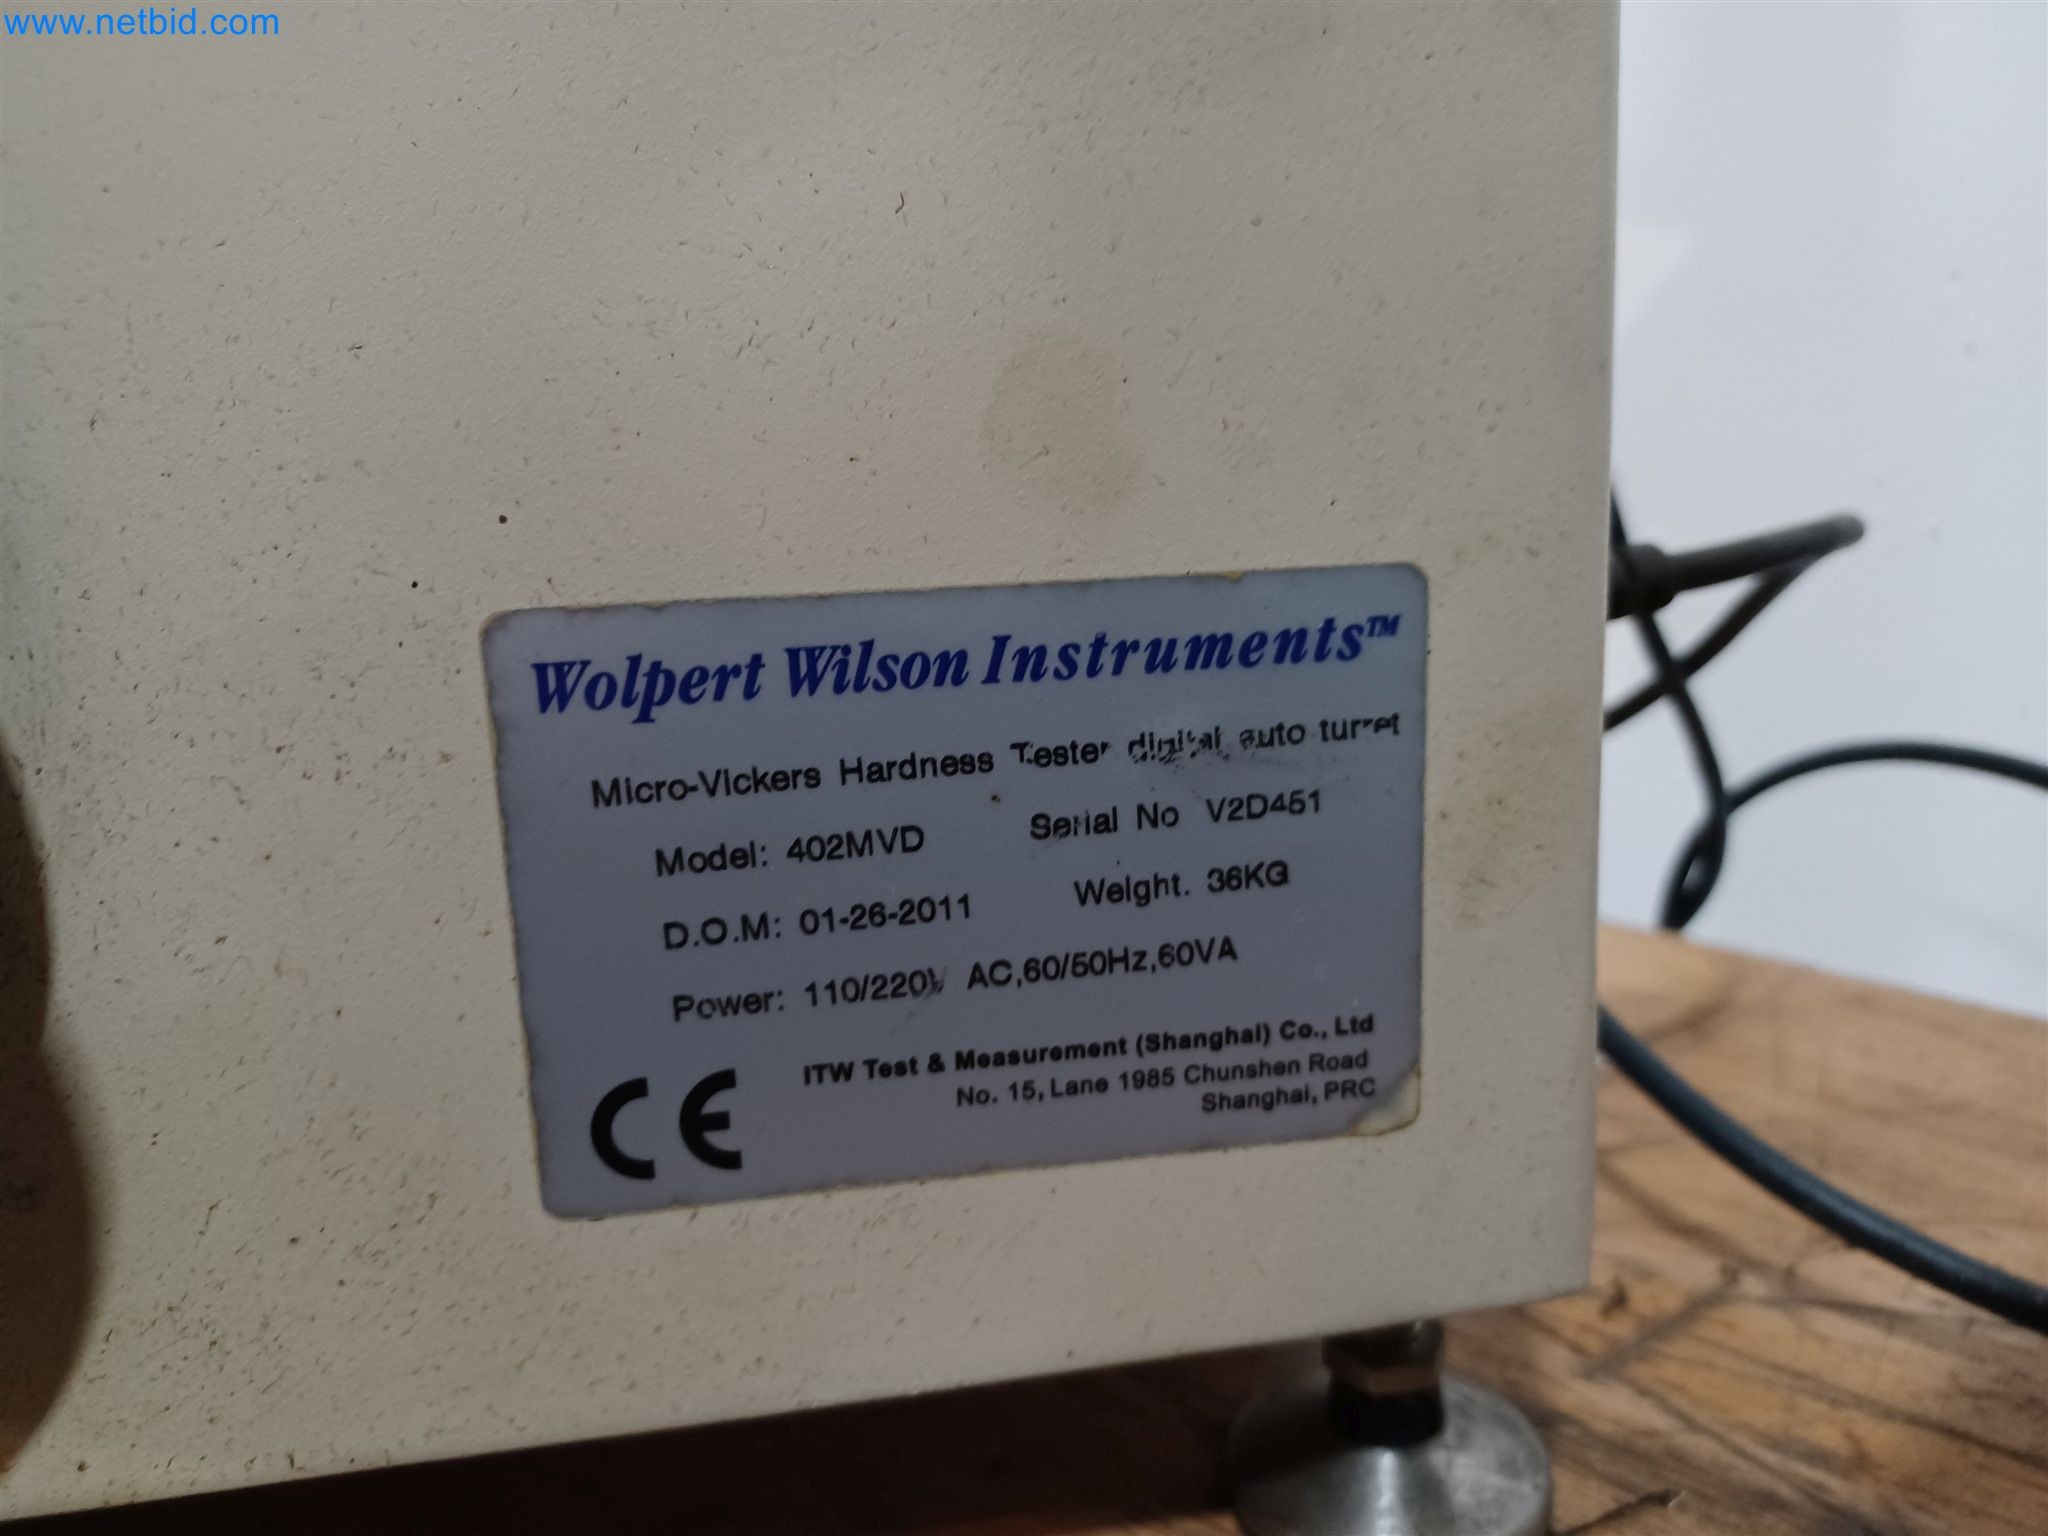 www.netbid.com
Wolpert Wilson Instruments™
Micro-Vickers Hardness Tester digital auto turret
Model: 402MVD Serial No V2D451
D.O.M: 01-26-2011 Weight. 36KG
Power: 110/220V AC,60/50Hz,60VA
ITW Test & Measurement (Shanghai) Co., Ltd
No. 15, Lane 1985 Chunshen Road
Shanghai, PRC
CE